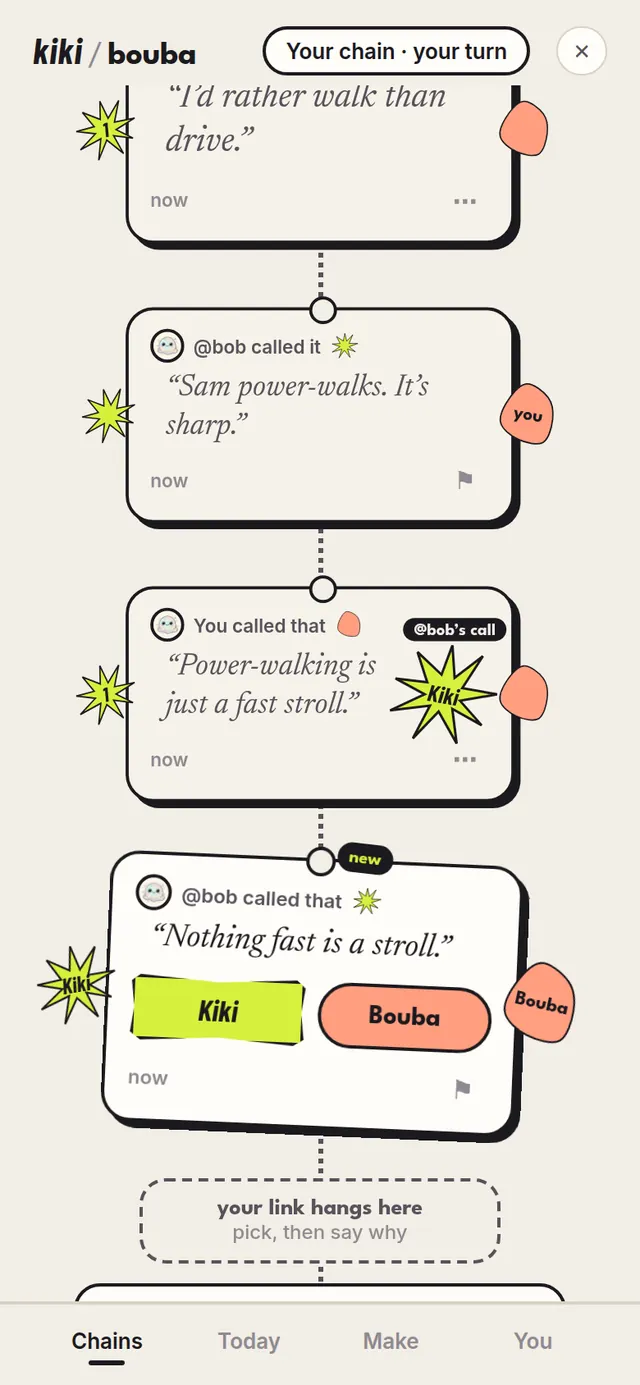 kiki / bouba
Your chain · your turn
×
“I’d rather walk than
drive.”
1
now
...
@bob called it
“Sam power-walks. It’s
sharp.”
you
now
You called that
@bob’s call
“Power-walking is
just a fast stroll.”
1
Kiki
now
...
new
@bob called that
“Nothing fast is a stroll.”
Kiki
Kiki
Bouba
Bouba
now
your link hangs here
pick, then say why
Chains
Today
Make
You